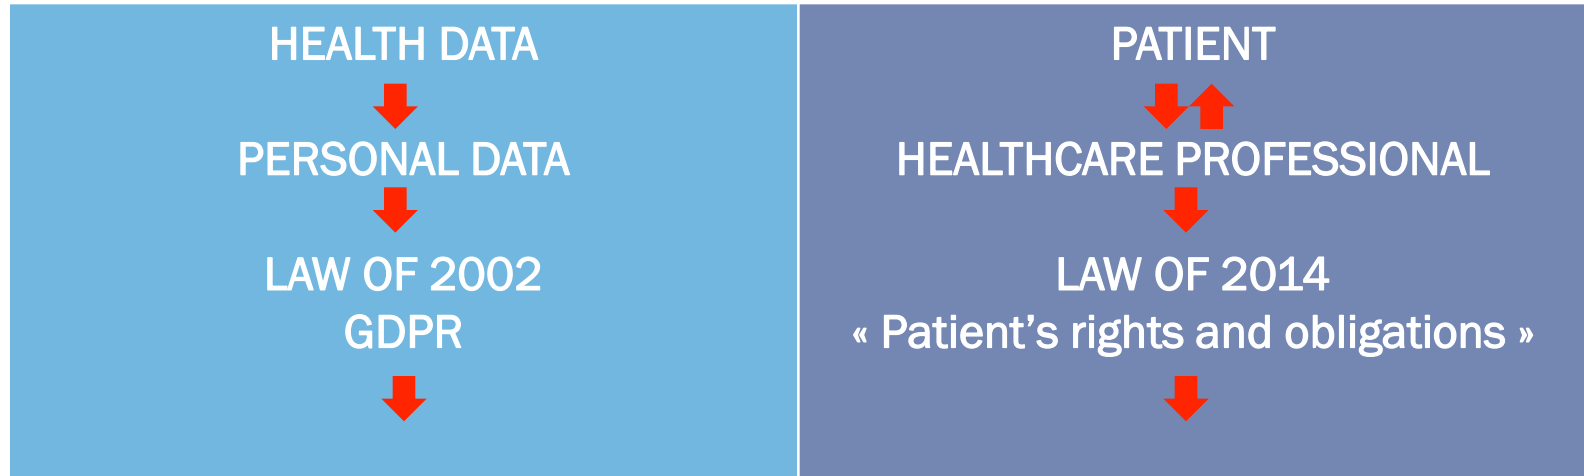 HEALTH DATA
PERSONAL DATA
LAW OF 2002
GDPR
PATIENT
HEALTHCARE PROFESSIONAL
LAW OF 2014
« Patient’s rights and obligations »